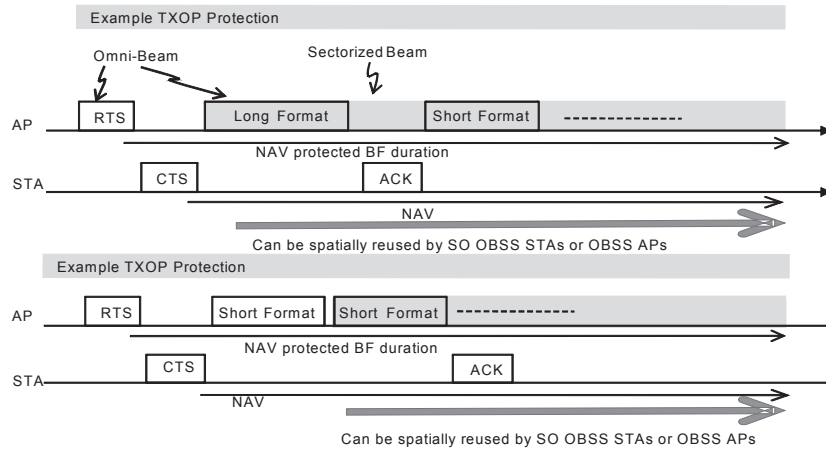 Example TXOP Protection
Omni-Beam
Sectorized Beam
AP
RTS
Long Format
Short Format
NAV protected BF duration
STA
CTS
ACK
NAV
Can be spatially reused by SO OBSS STAs or OBSS APs
Example TXOP Protection
AP
RTS
Short Format
Short Format
NAV protected BF duration
STA
CTS
ACK
NAV
Can be spatially reused by SO OBSS STAs or OBSS APs